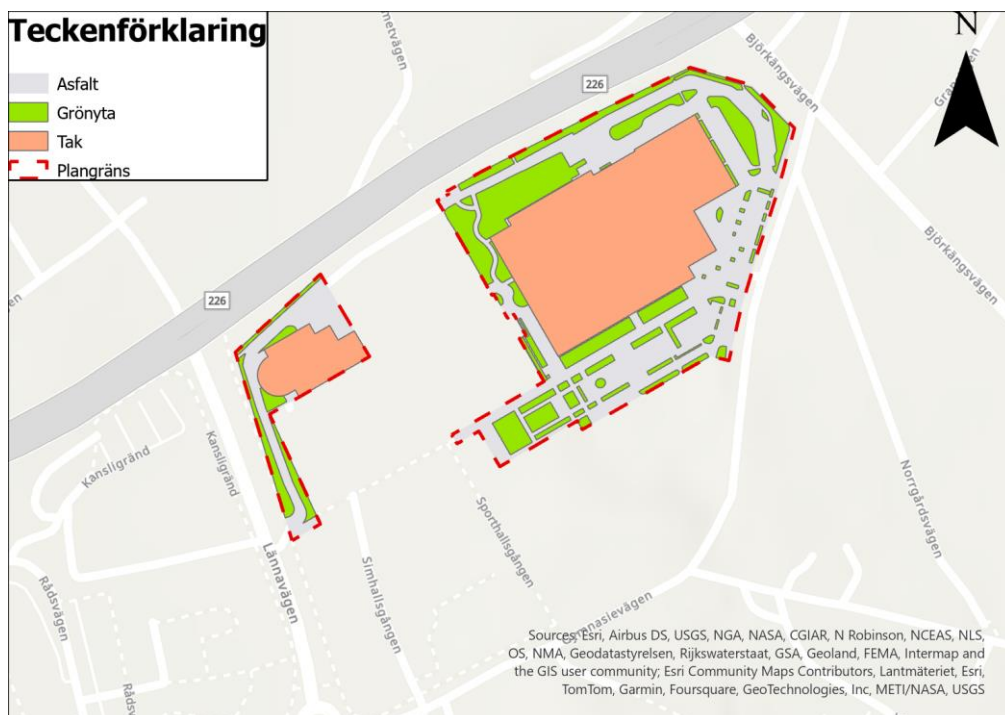 Teckenförklaring
Asfalt
Grönyta
Tak
Plangräns
N
226
226
Björkängsvägen
Björkängsvägen
Norrgårdsvägen
Kansligränd
Kansligränd
Lännavägen
Rådsvägen
Simhallsgången
Sporthallsgången
Sources: Esri, Airbus DS, USGS, NGA, NASA, CGIAR, N Robinson, NCEAS, NLS,
OS, NMA, Geodatastyrelsen, Rijkswaterstaat, GSA, Geoland, FEMA, Intermap and
the GIS user community; Esri Community Maps Contributors, Lantmäteriet, Esri,
TomTom, Garmin, Foursquare, GeoTechnologies, Inc, METI/NASA, USGS